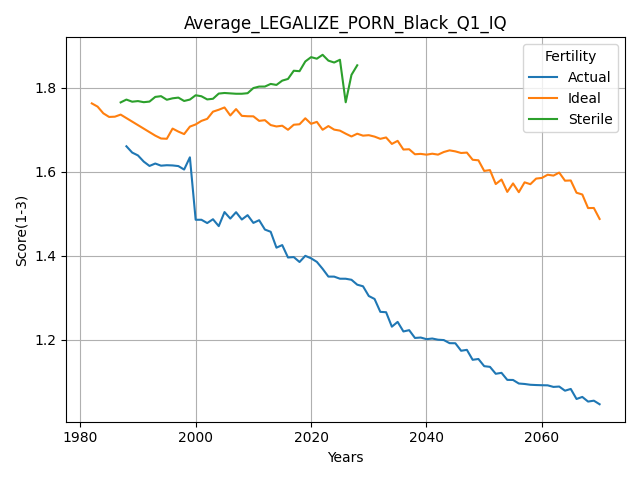 Average_LEGALIZE_PORN_Black_Q1_IQ
Fertility
Actual
Ideal
Sterile
Score(1-3)
1.8
1.6
1.4
1.2
1980
2000
2020
2040
2060
Years